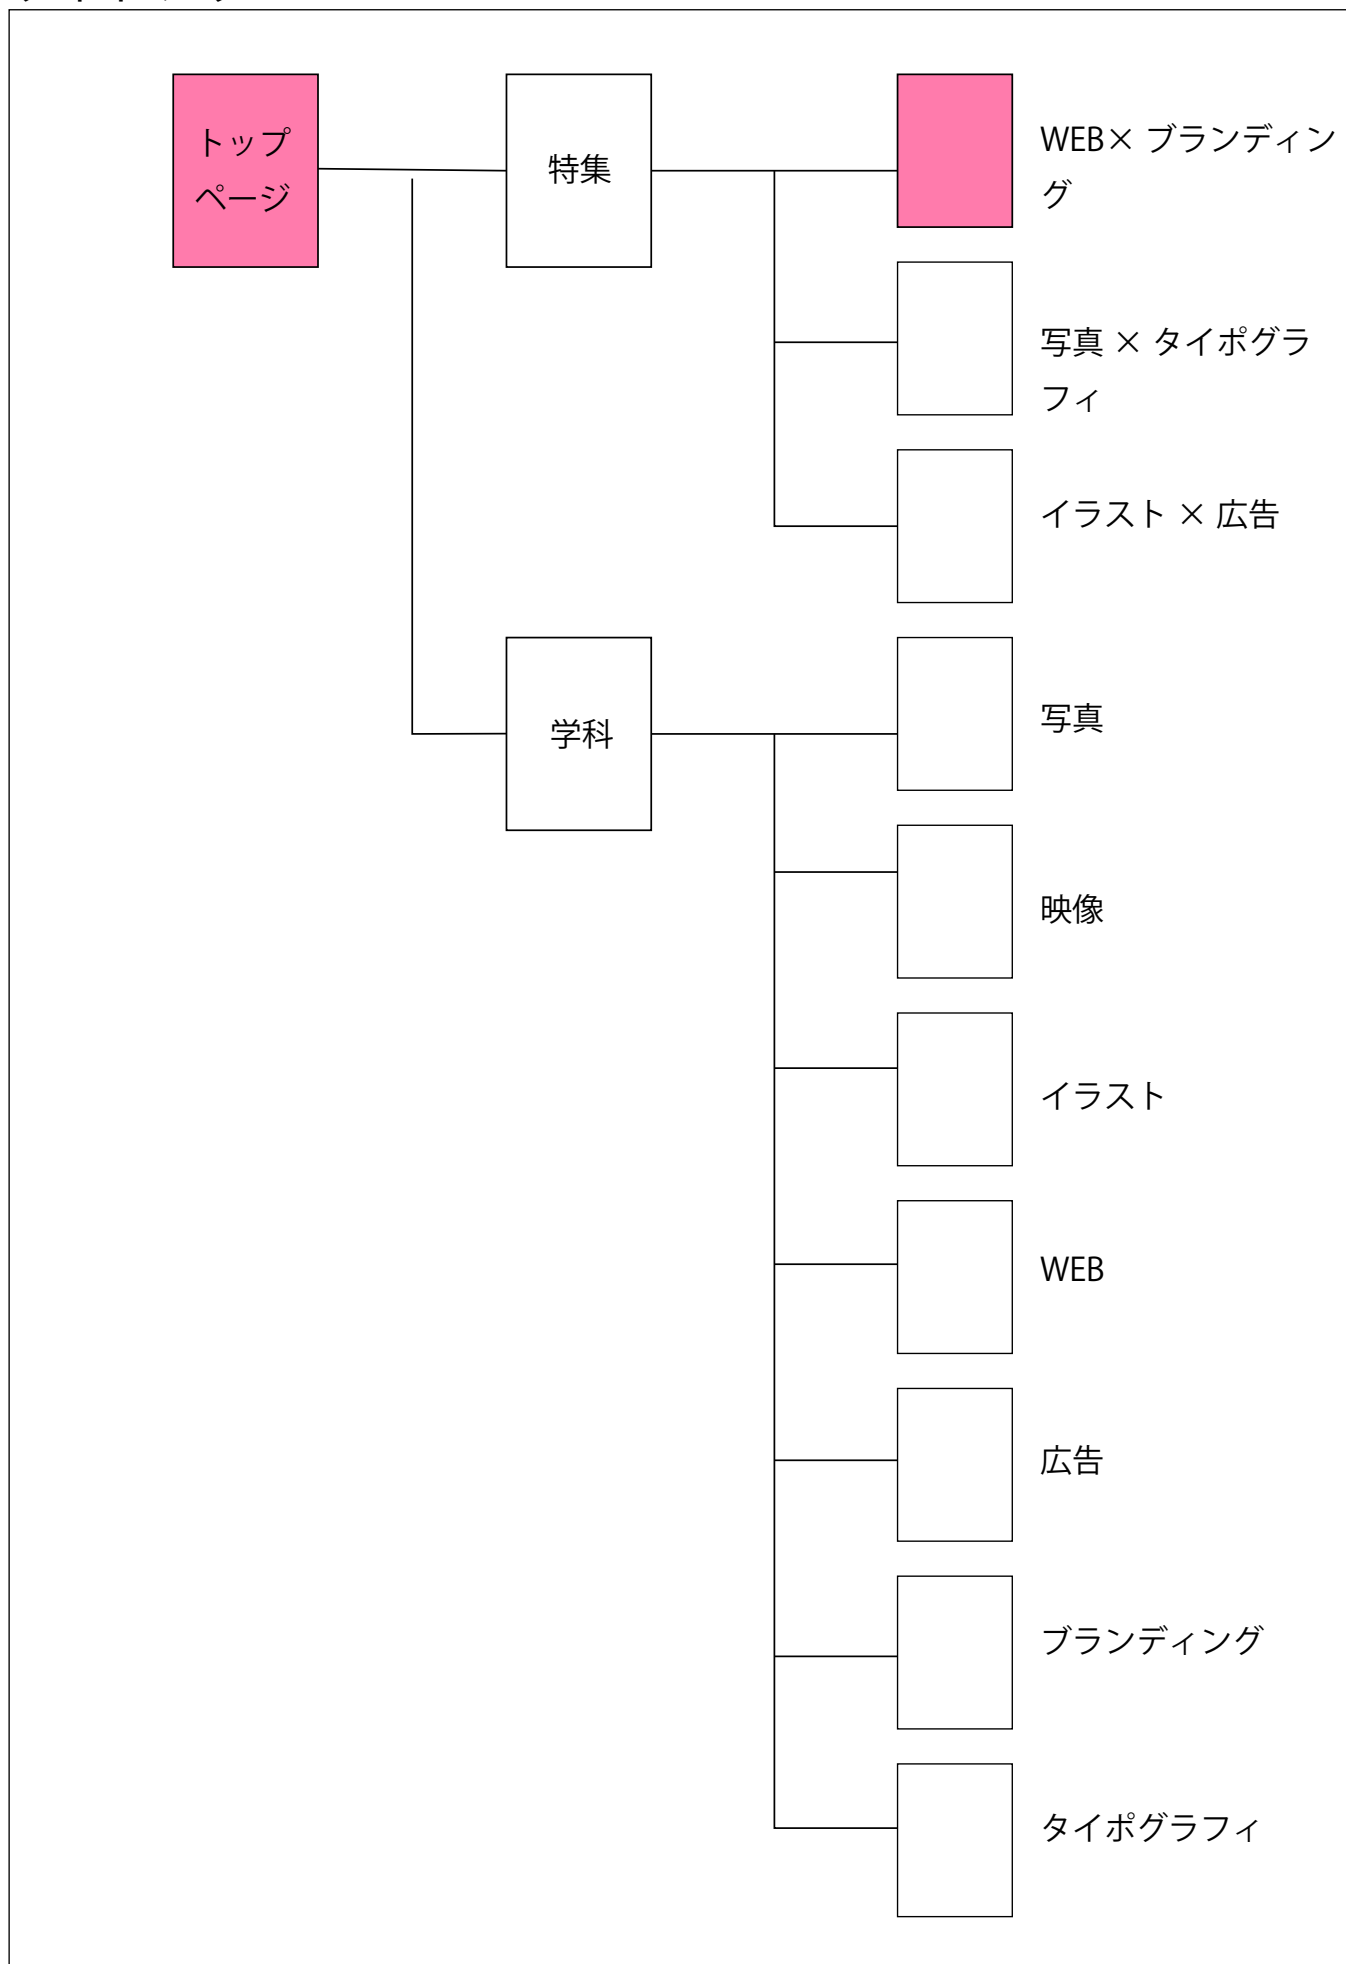 トップ
ページ
特集
WEB× ブランディン
グ
写真 × タイポグラ
フィ
イラスト × 広告
学科
写真
映像
イラスト
WEB
広告
ブランディング
タイポグラフィ